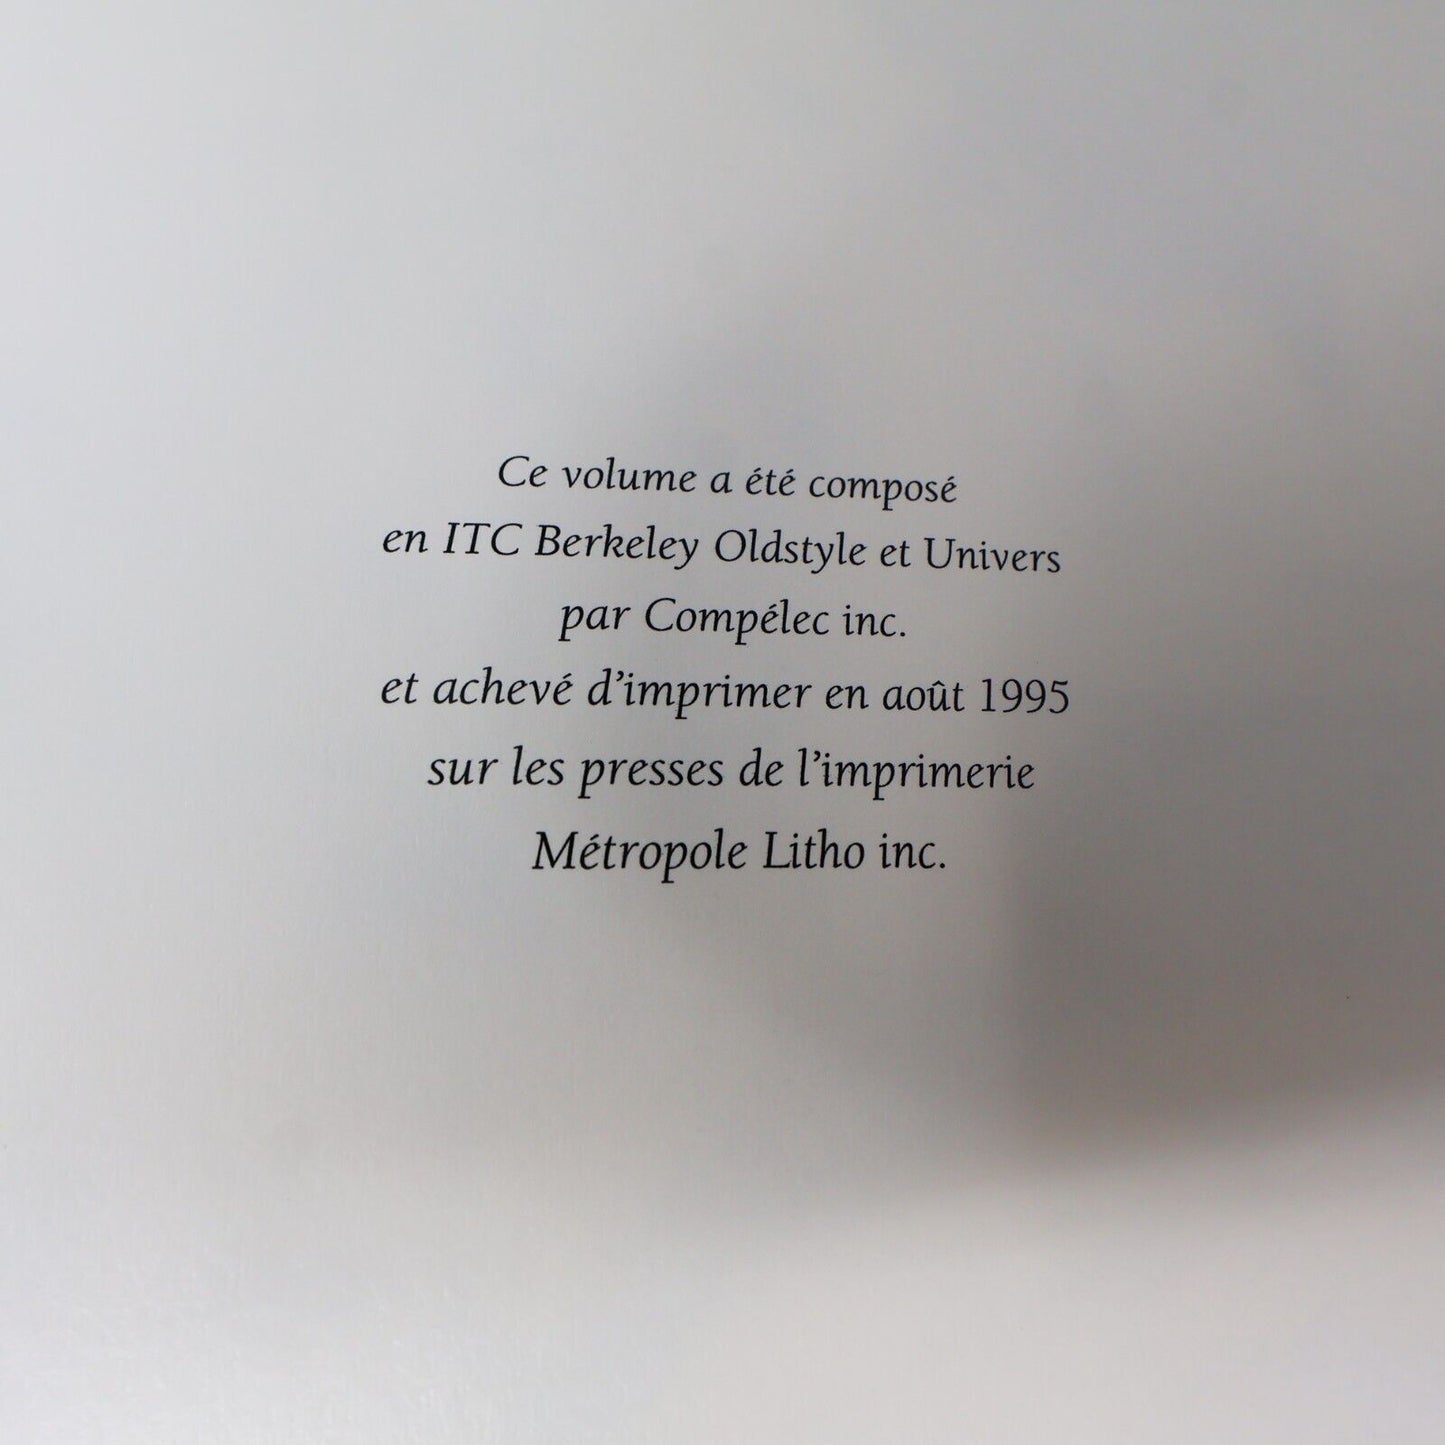 Ce volume a été composé
en ITC Berkeley Oldstyle et Univers
par Compélec inc.
et achevé d’imprimer en août 1995
sur les presses de l’imprimerie
Métropole Litho inc.